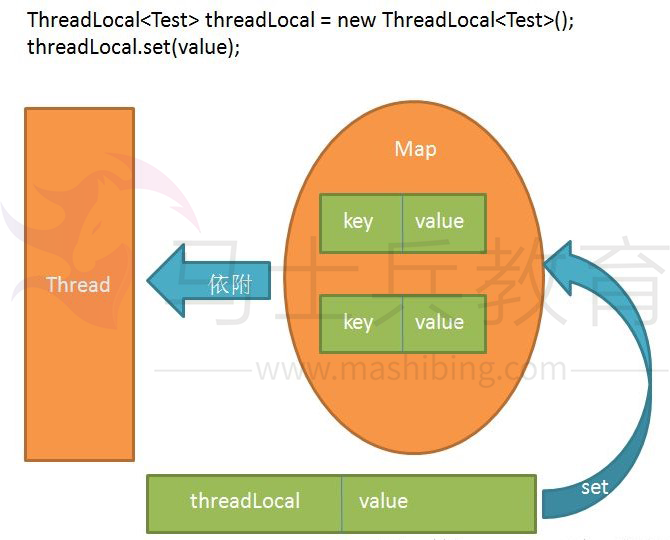 ThreadLocal<Test> threadLocal = new ThreadLocal<Test>();
threadLocal.set(value);
Map
key value
Thread
依附
马士兵教育
key value
www.mashibing.com
threadLocal value
set